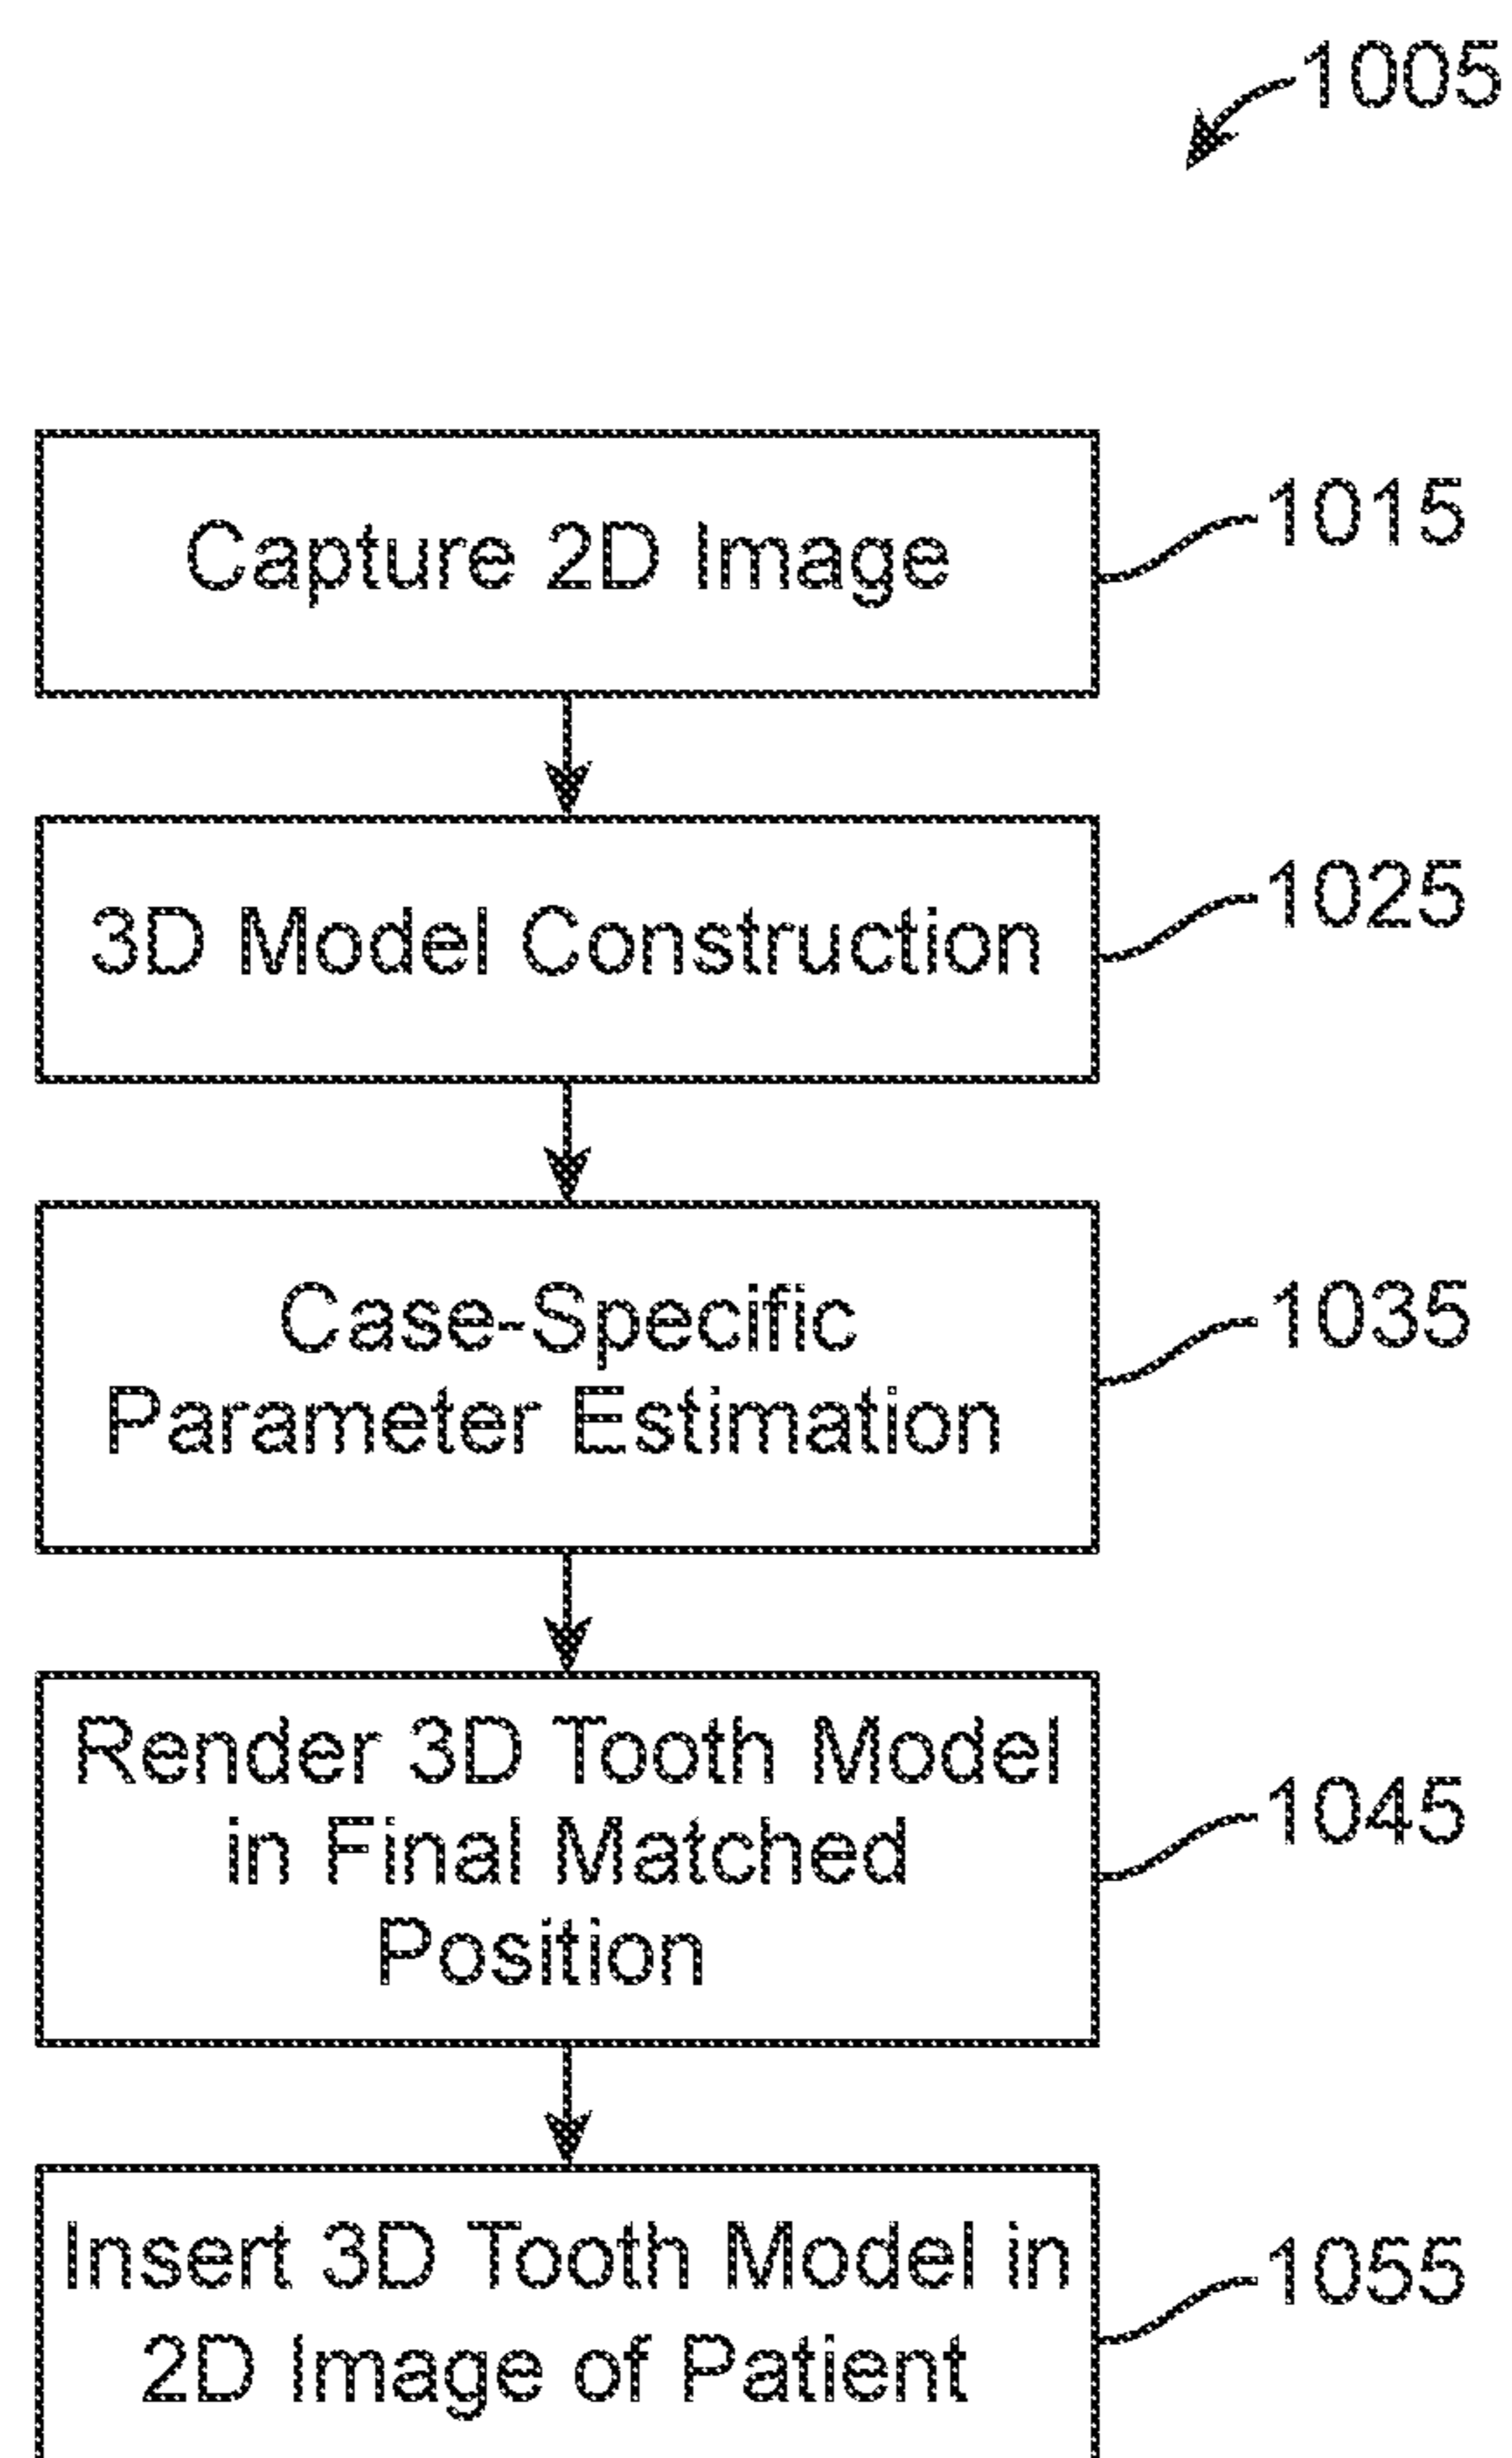 1005
Capture 2D Image
1015
3D Model Construction
1025
Case-Specific
Parameter Estimation
1035
Render 3D Tooth Model
in Final Matched
Position
1045
Insert 3D Tooth Model in
2D Image of Patient
1055